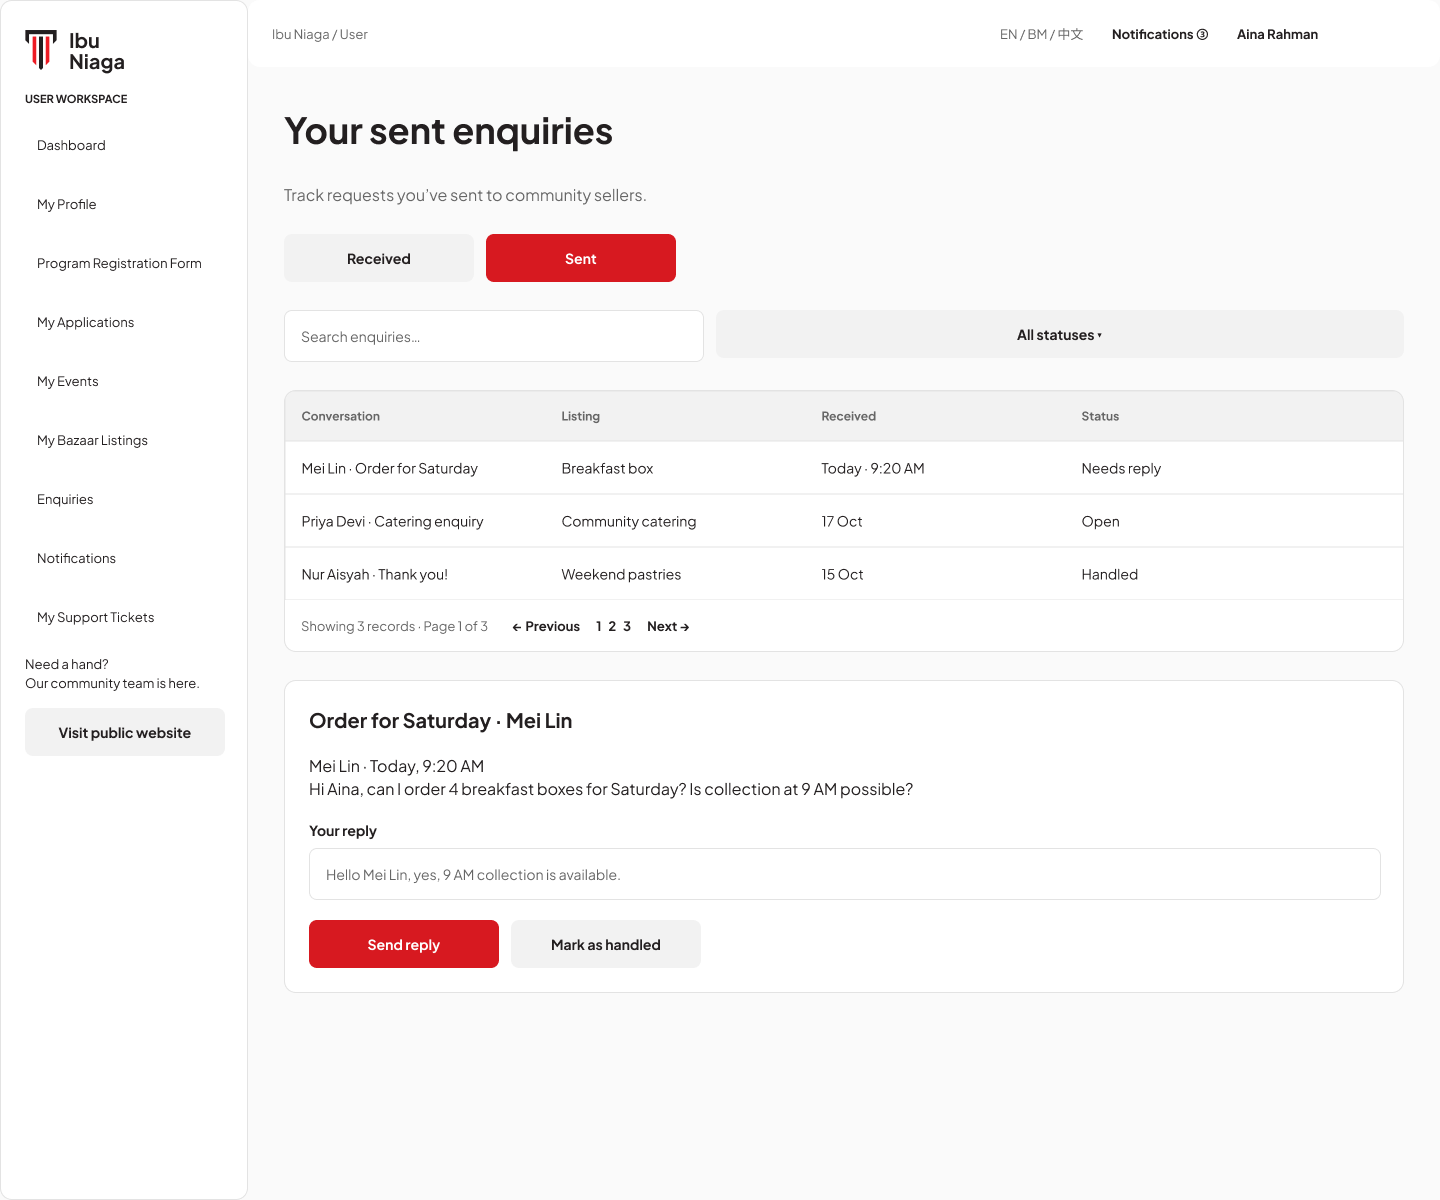 Ibu
Niaga
USER WORKSPACE
Dashboard
My Profile
Program Registration Form
My Applications
My Events
My Bazaar Listings
Enquiries
Notifications
My Support Tickets
Need a hand?
Our community team is here.
Visit public website
Ibu Niaga / User
EN / BM / 中文 Notifications ③ Aina Rahman
Your sent enquiries
Track requests you’ve sent to community sellers.
Received Sent
Search enquiries… All statuses ▾
Conversation Listing Received Status
Mei Lin · Order for Saturday Breakfast box Today · 9:20 AM Needs reply
Priya Devi · Catering enquiry Community catering 17 Oct Open
Nur Aisyah · Thank you! Weekend pastries 15 Oct Handled
Showing 3 records · Page 1 of 3 ← Previous 1 2 3 Next →
Order for Saturday · Mei Lin
Mei Lin · Today, 9:20 AM
Hi Aina, can I order 4 breakfast boxes for Saturday? Is collection at 9 AM possible?
Your reply
Hello Mei Lin, yes, 9 AM collection is available.
Send reply Mark as handled